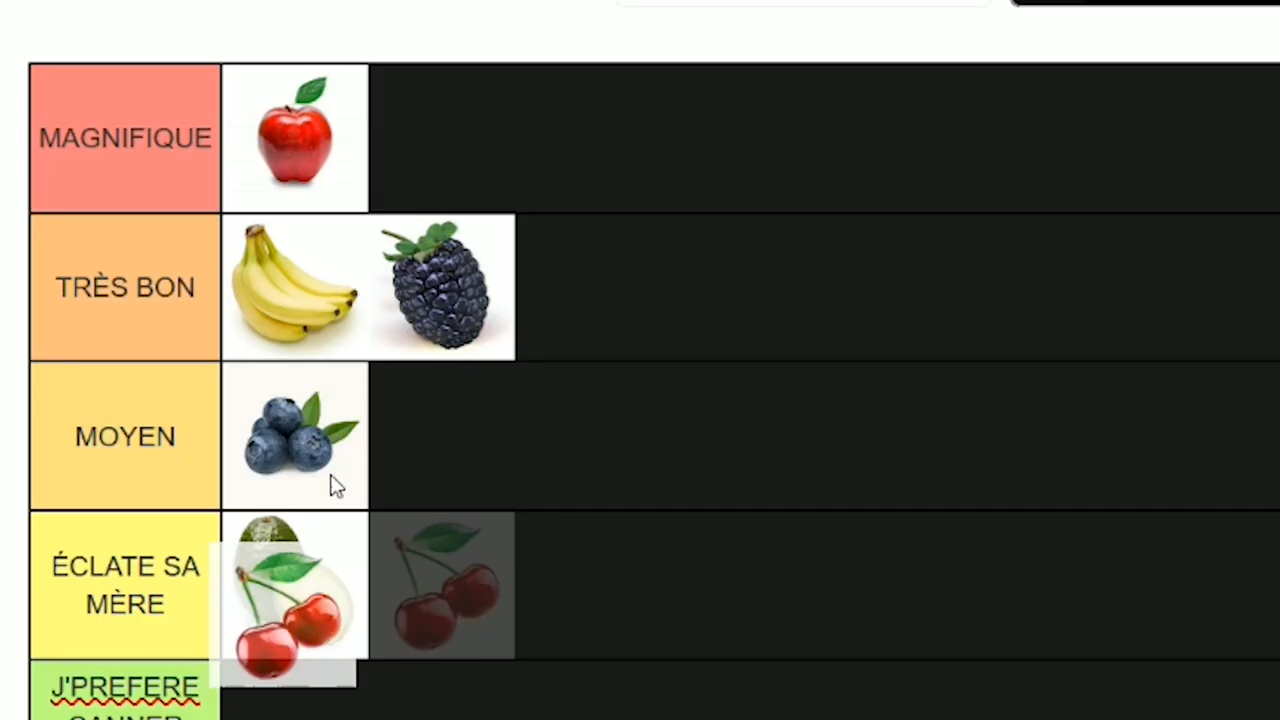 MAGNIFIQUE
TRÈS BON
MOYEN
ÉCLATE SA
MÈRE
J'PREFERE